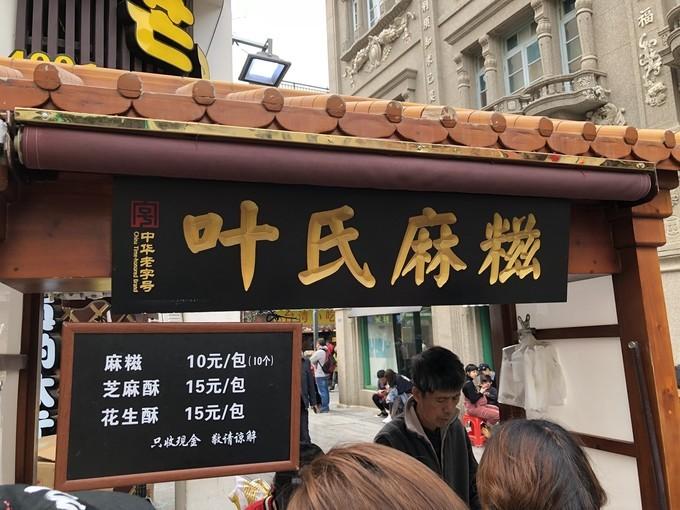 芒
福
中华老字号
China Time-honored Brand
叶氏麻糍
麻糍 10元/包(10个)
芝麻酥 15元/包
花生酥 15元/包
只收现金 敬请谅解